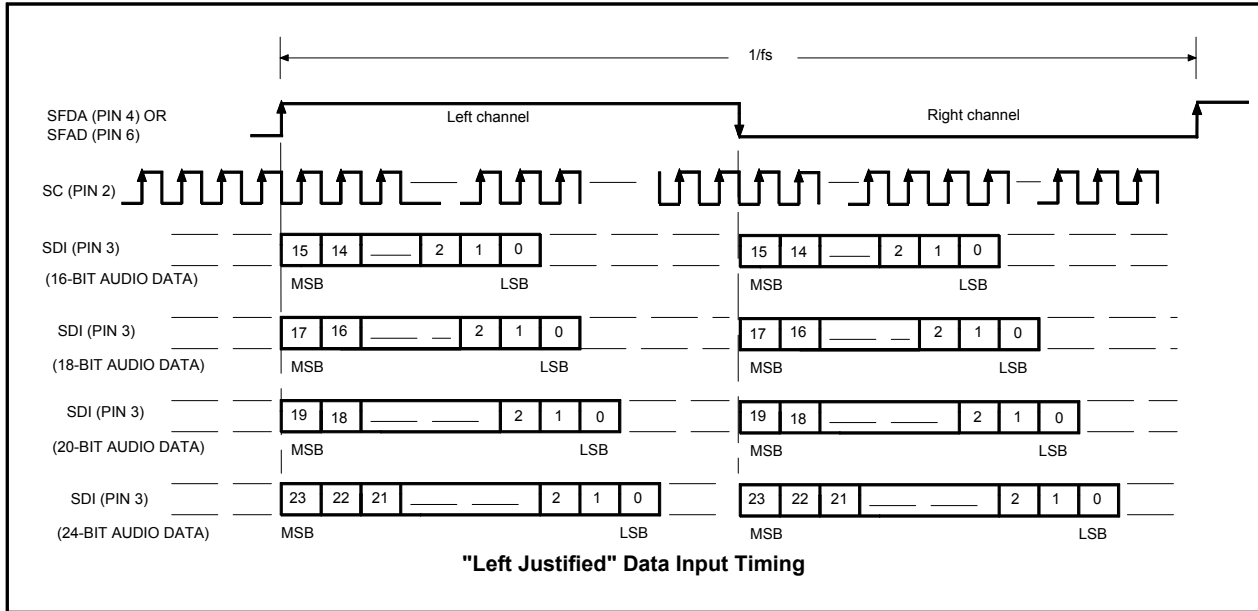 1/fs
SFDA (PIN 4) OR
SFAD (PIN 6)
Left channel
Right channel
SC (PIN 2)
SDI (PIN 3)
(16-BIT AUDIO DATA)
15 14 2 1 0
15 14 2 1 0
MSB LSB
MSB LSB
SDI (PIN 3)
(18-BIT AUDIO DATA)
17 16 2 1 0
17 16 2 1 0
MSB LSB
MSB LSB
SDI (PIN 3)
(20-BIT AUDIO DATA)
19 18 2 1 0
19 18 2 1 0
MSB LSB
MSB LSB
SDI (PIN 3)
(24-BIT AUDIO DATA)
23 22 21 2 1 0
23 22 21 2 1 0
MSB LSB
MSB LSB
"Left Justified" Data Input Timing